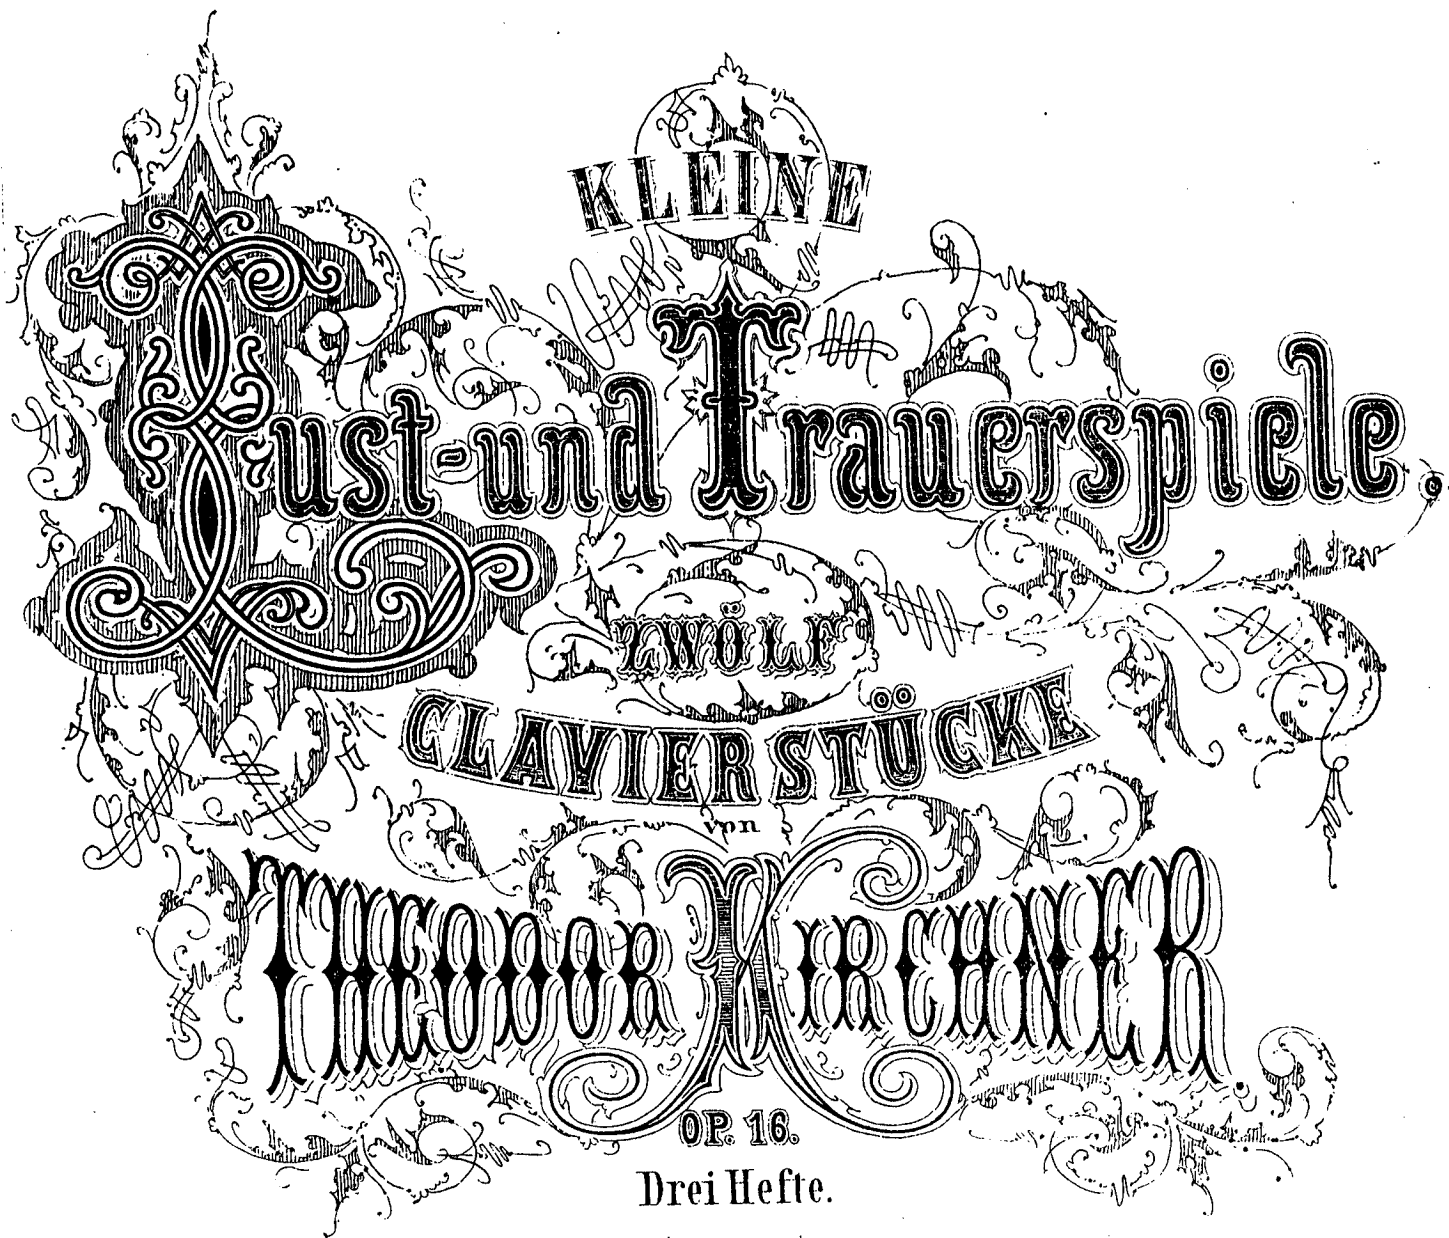 KLEINE
Lust-und Trauerspiele.
ZWÖLF
CLAVIERSTÜCKE
von
THEODOR KIRCHNER.
OP. 16.
Drei Hefte.